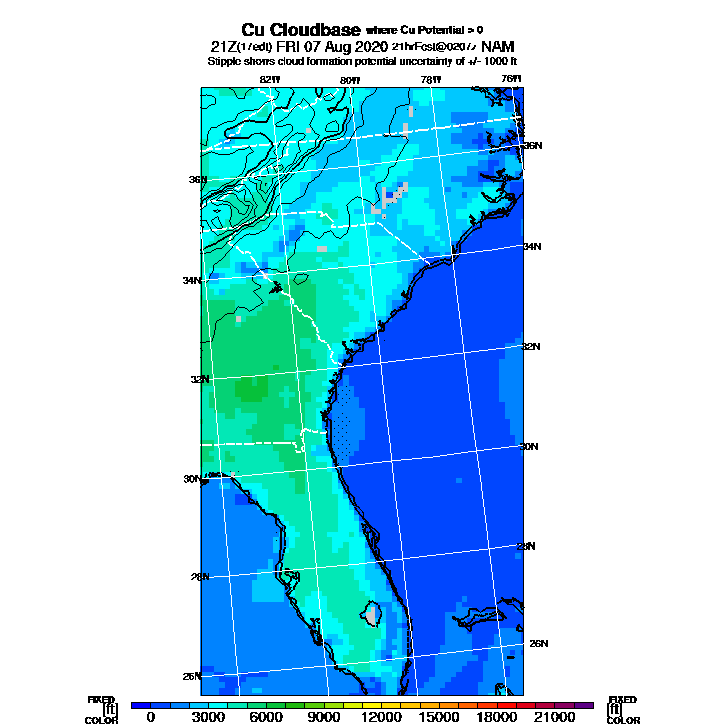 Cu Cloudbase where Cu Potential > 0
21Z(17edt) FRI 07 Aug 2020 NAM
Stipple shows cloud formation potential uncertainty of +/- 1000 ft
82W 80W 78W 76W
36N
36N
34N
34N
32N
32N
30N
30N
28N
28N
26N
26N
FIXED
[ft]
COLOR
0 3000 6000 9000 12000 15000 18000 21000
FIXED
[ft]
COLOR